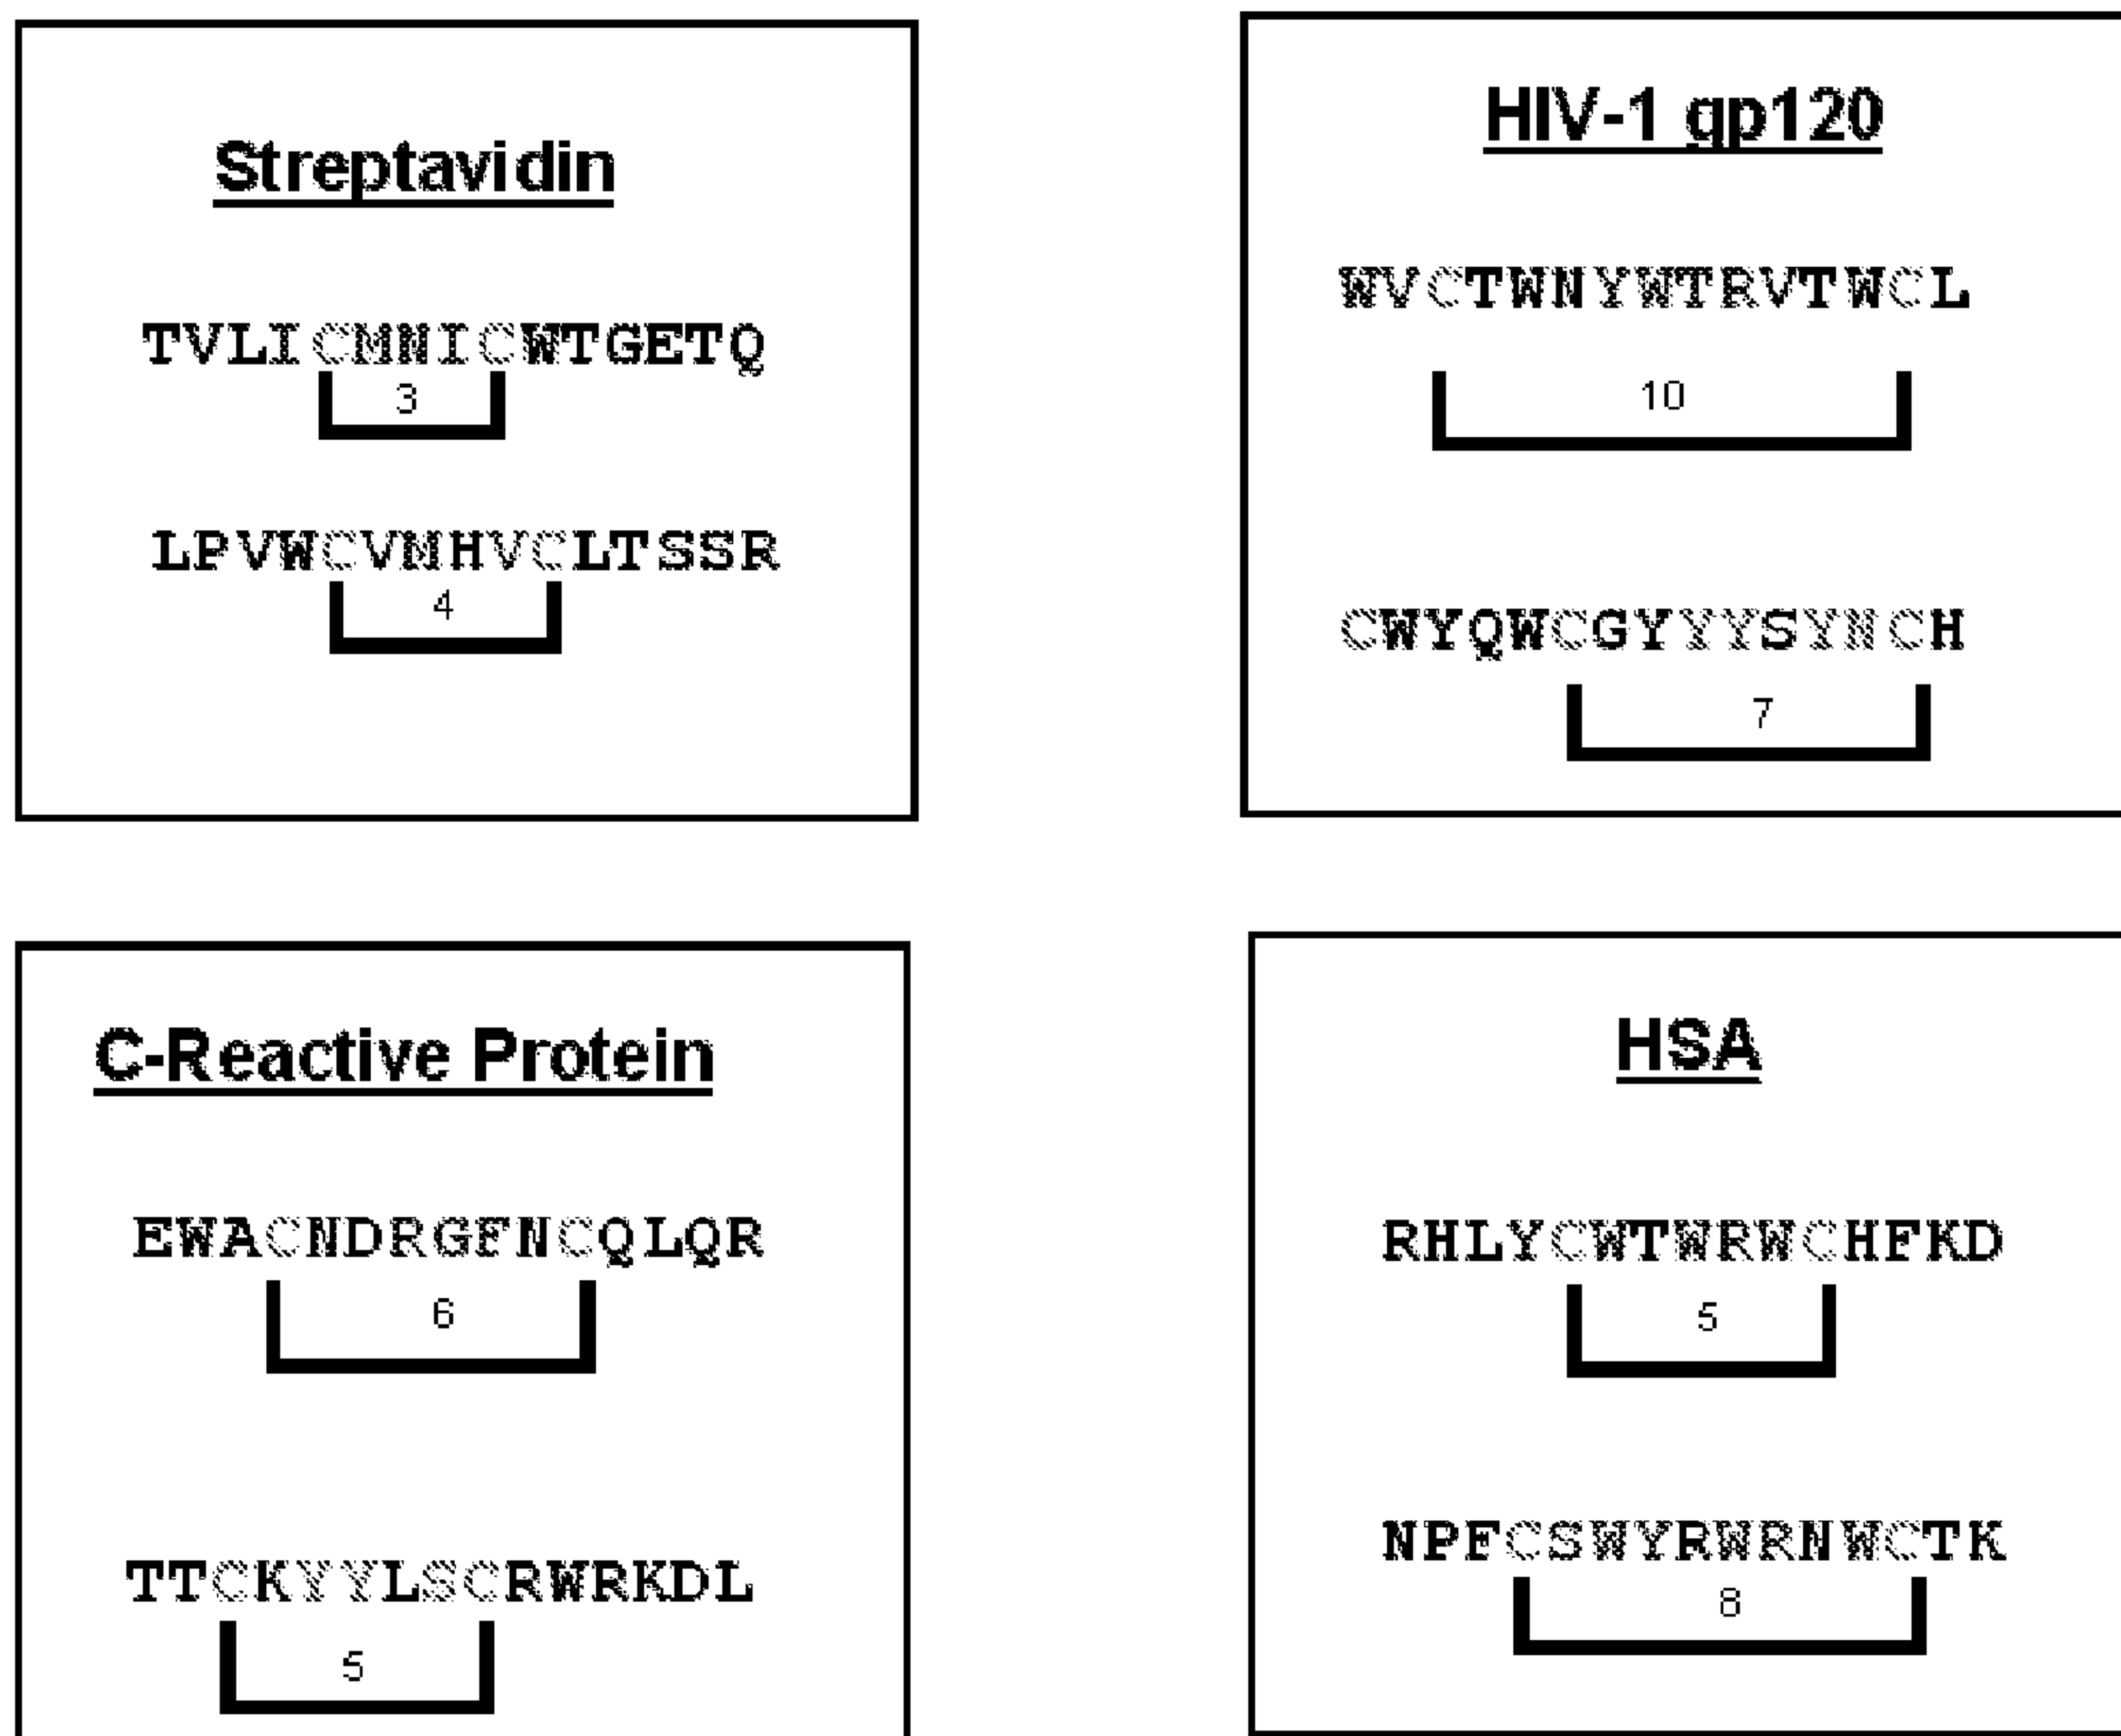 Streptavidin
TVLICMNICWTGETQ
3
LPVWCVNHVCLTSSR
4
HIV-1 gp120
WVCTWNYWTRVTWCL
10
CWYQWCGYYYSYNCH
7
C-Reactive Protein
EWACNDRGFNCQLQR
6
TTCKYYLSCRWRKDL
5
HSA
RHLYCWTWRWCHFKD
5
NPFCSWYRWRNWCTK
8